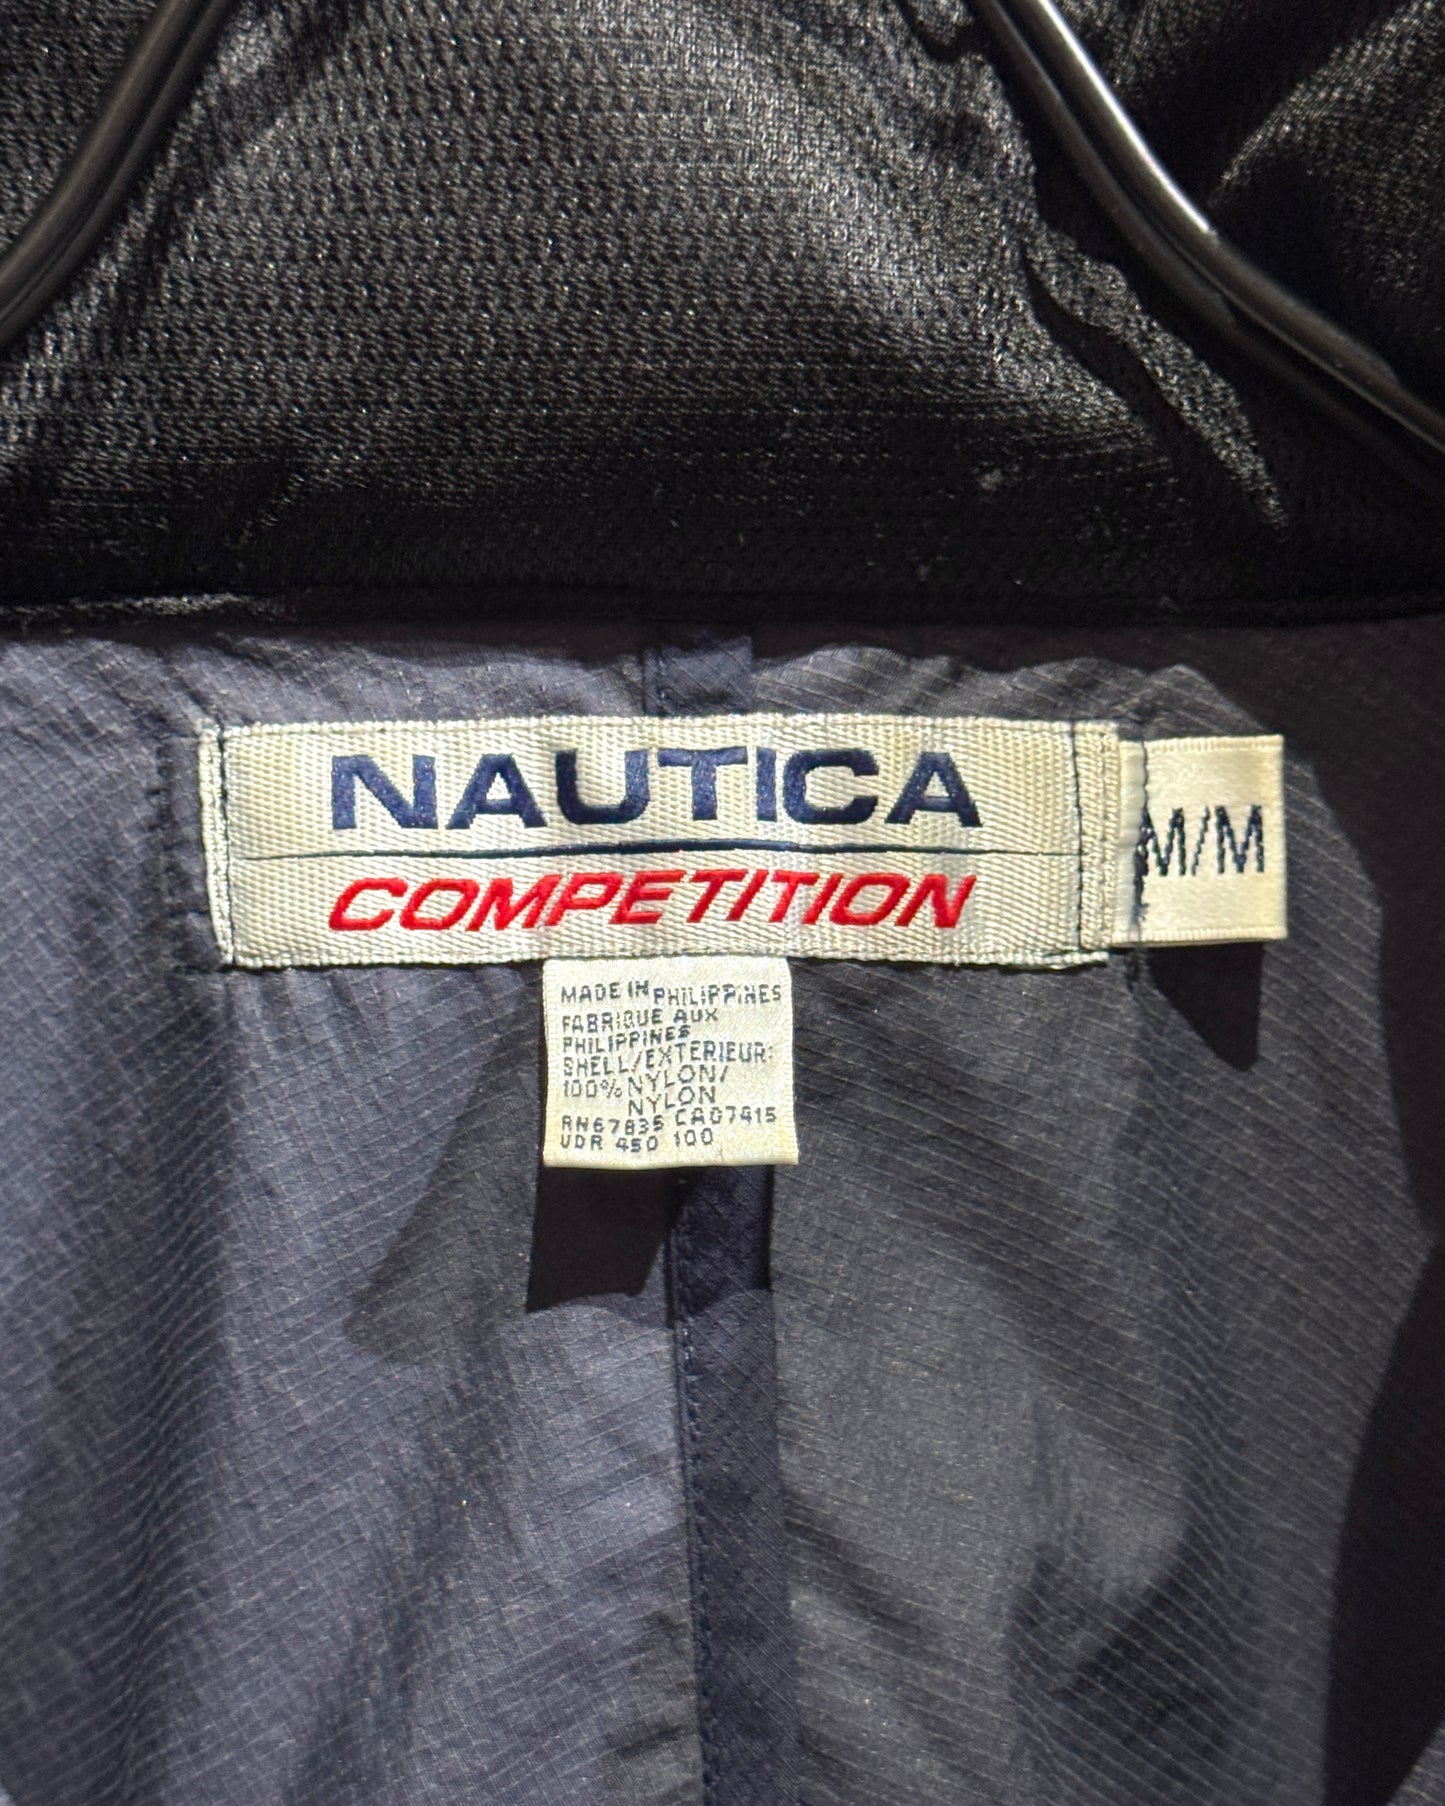 NAUTICA
COMPETITION
M/M
MADE IN PHILIPPINES
FABRIQUE AUX
PHILIPPINES
SHELL/EXTERIEUR:
100% NYLON/
NYLON
RN67835 CA07415
UDR 450 100